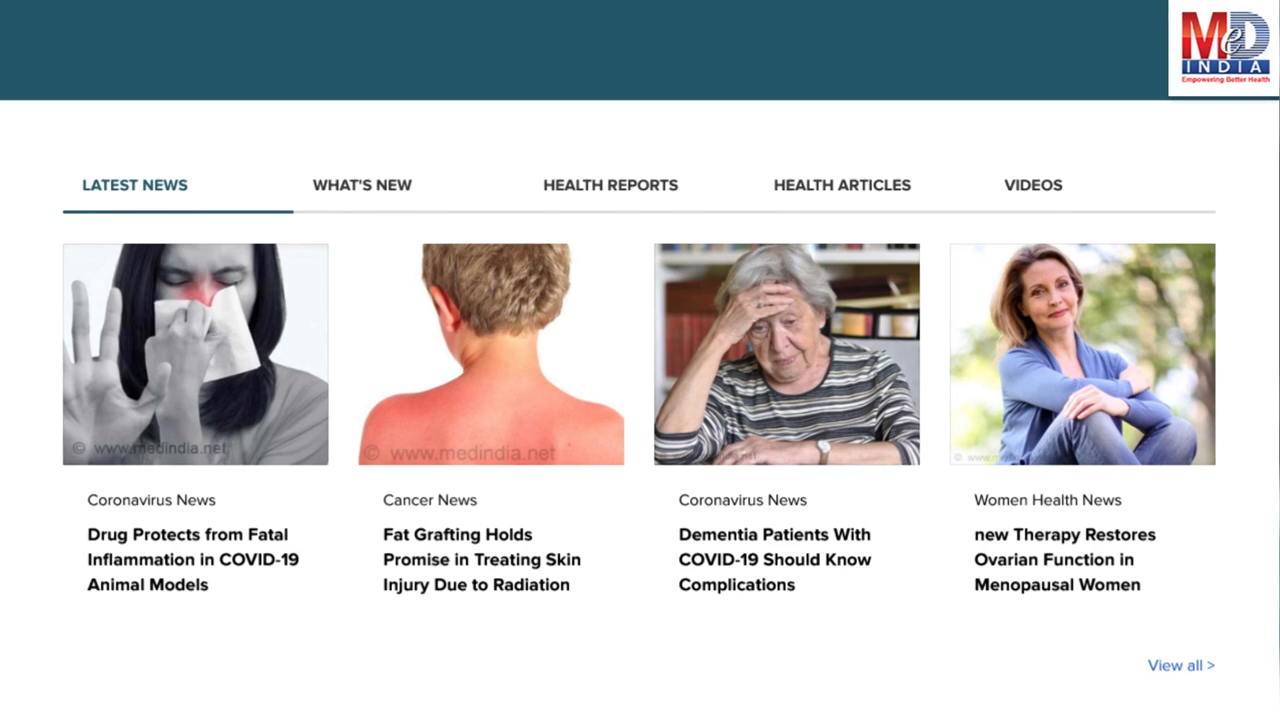 MeD
INDIA
Empowering Better Health
LATEST NEWS
WHAT'S NEW
HEALTH REPORTS
HEALTH ARTICLES
VIDEOS
© www.medindia.net
© www.medindia.net
© www.med
Coronavirus News
Drug Protects from Fatal
Inflammation in COVID-19
Animal Models
Cancer News
Fat Grafting Holds
Promise in Treating Skin
Injury Due to Radiation
Coronavirus News
Dementia Patients With
COVID-19 Should Know
Complications
Women Health News
new Therapy Restores
Ovarian Function in
Menopausal Women
View all >